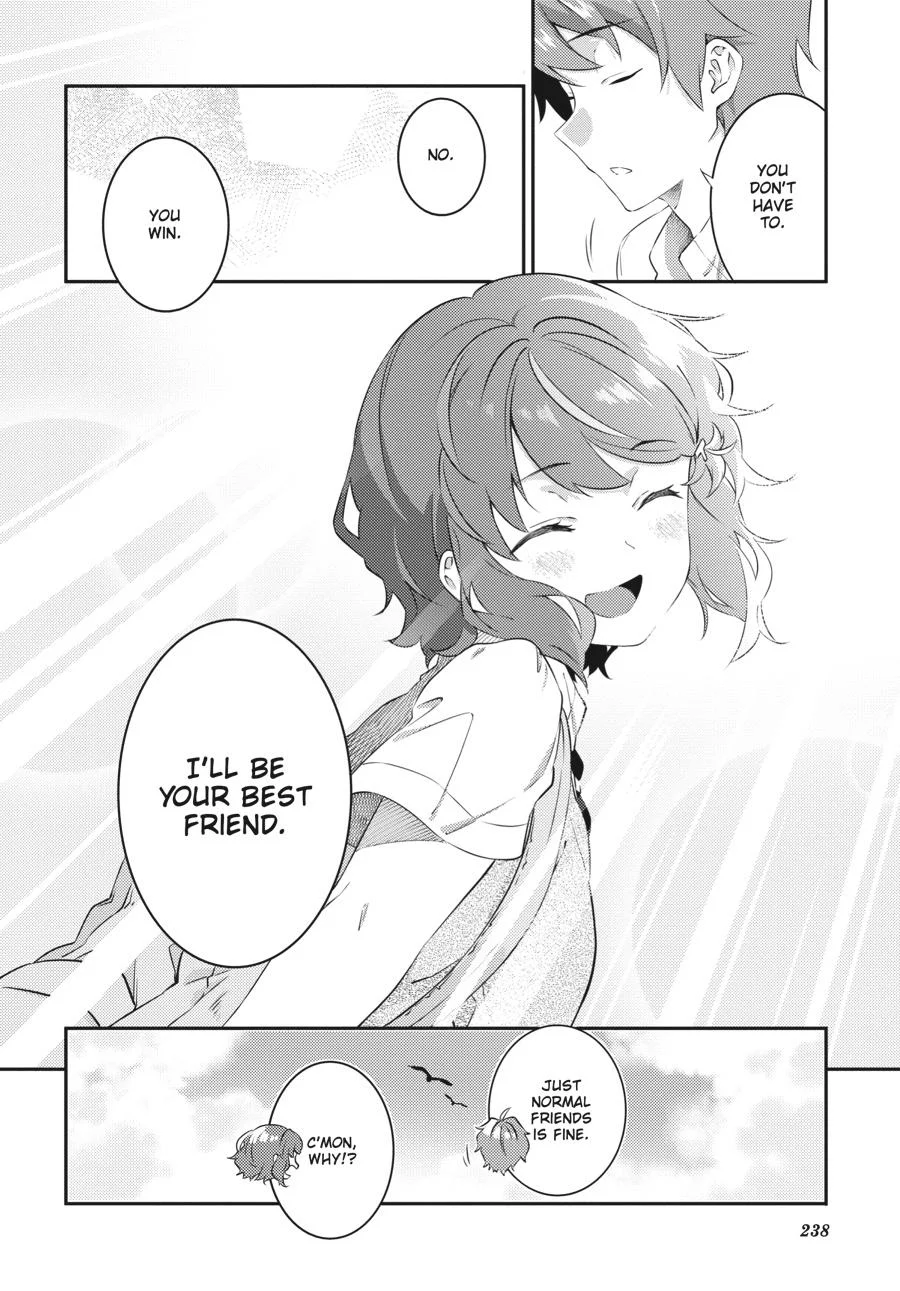 YOU
DON'T
HAVE
TO.
NO.
YOU
WIN.
I'LL BE
YOUR BEST
FRIEND.
JUST
NORMAL
FRIENDS
IS FINE.
C'MON,
WHY!?
238